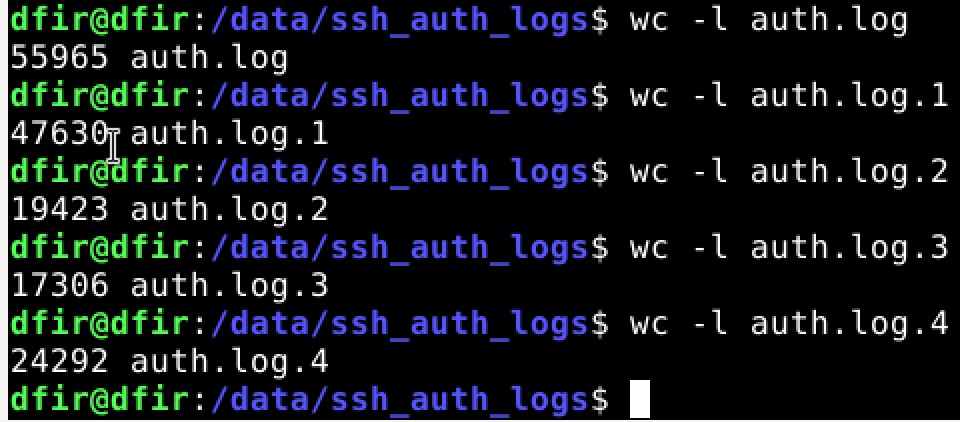 dfir@dfir:/data/ssh_auth_logs$ wc -l auth.log
55965 auth.log
dfir@dfir:/data/ssh_auth_logs$ wc -l auth.log.1
47630 auth.log.1
dfir@dfir:/data/ssh_auth_logs$ wc -l auth.log.2
19423 auth.log.2
dfir@dfir:/data/ssh_auth_logs$ wc -l auth.log.3
17306 auth.log.3
dfir@dfir:/data/ssh_auth_logs$ wc -l auth.log.4
24292 auth.log.4
dfir@dfir:/data/ssh_auth_logs$